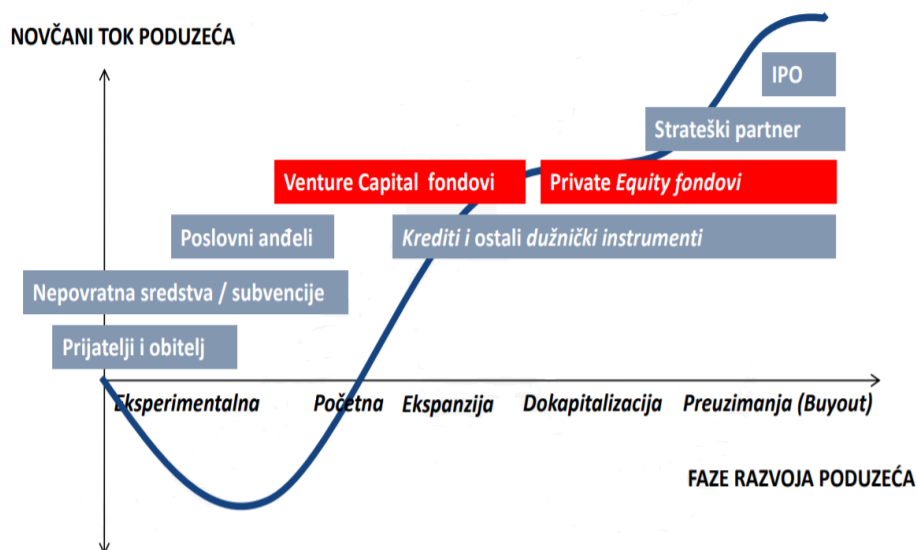 NOVČANI TOK PODUZEĆA
IPO
Strateški partner
Venture Capital fondovi
Private Equity fondovi
Poslovni anđeli
Krediti i ostali dužnički instrumenti
Nepovratna sredstva / subvencije
Prijatelji i obitelj
Eksperimentalna
Početna
Ekspanzija
Dokapitalizacija
Preuzimanja (Buyout)
FAZE RAZVOJA PODUZEĆA